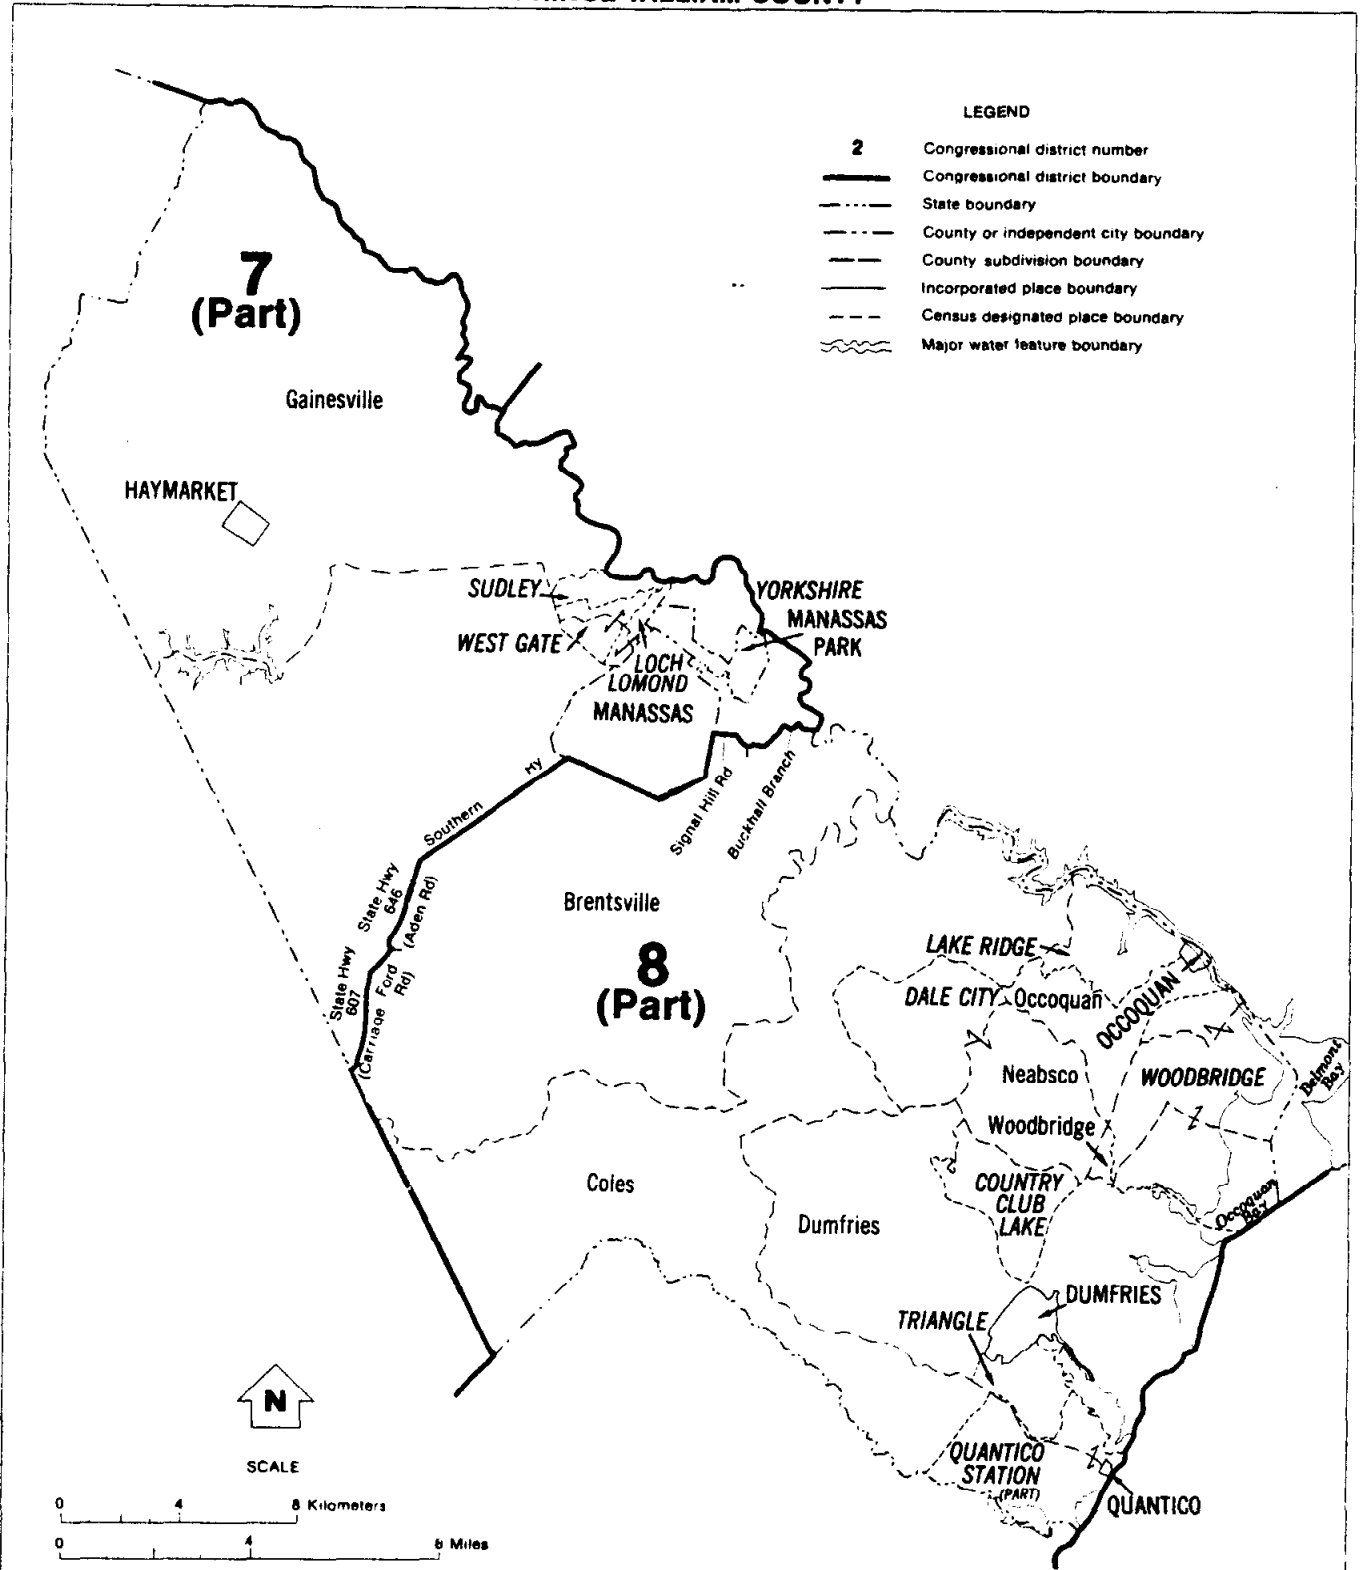 LEGEND
2 Congressional district number
Congressional district boundary
State boundary
County or independent city boundary
County subdivision boundary
Incorporated place boundary
Census designated place boundary
Major water feature boundary
7
(Part)
Gainesville
HAYMARKET
SUDLEY
WEST GATE
YORKSHIRE
MANASSAS
PARK
LOCH
LOMOND
MANASSAS
Southern Ry
Signal Hill Rd
Buckhall Branch
State Hwy
646
(Aden Rd)
State Hwy
607
(Carriage Ford
Rd)
Brentsville
8
(Part)
LAKE RIDGE
DALE CITY
Occoquan
OCCOQUAN
Neabsco
WOODBRIDGE
Belmont
Bay
Woodbridge
COUNTRY
CLUB
LAKE
Coles
Dumfries
Occoquan
Bay
DUMFRIES
TRIANGLE
QUANTICO
STATION
(PART)
QUANTICO
N
SCALE
0 4 8 Kilometers
0 4 8 Miles